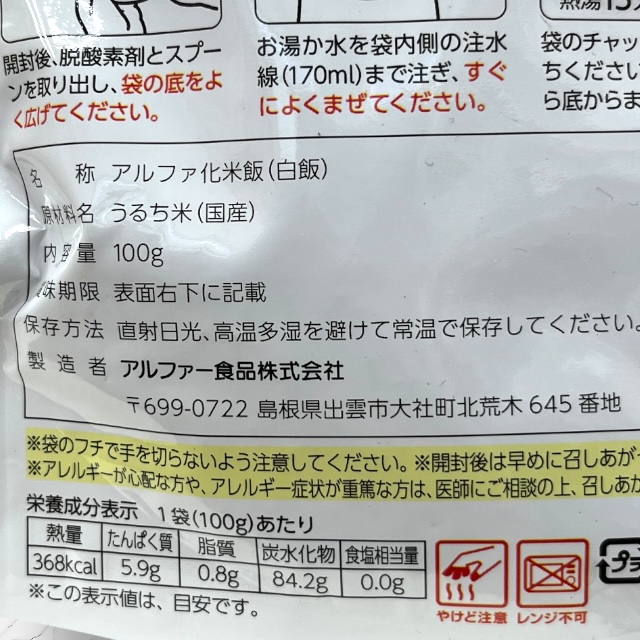 熱湯15
開封後、脱酸素剤とスプー
ンを取り出し、袋の底をよ
く広げてください。
お湯か水を袋内側の注水
線(170ml)まで注ぎ、すぐ
によくまぜてください。
袋のチャッ
ちください
ら底からま
名 称 アルファ化米飯(白飯)
原材料名 うるち米(国産)
内容量 100g
味期限 表面右下に記載
保存方法 直射日光、高温多湿を避けて常温で保存してください。
製造者 アルファー食品株式会社
〒699-0722 島根県出雲市大社町北荒木645番地
※袋のフチで手を切らないよう注意してください。※開封後は早めに召しあが
※アレルギーが心配な方や、アレルギー症状が重篤な方は、医師にご相談の上、召しあが
栄養成分表示 1袋(100g)あたり
熱量 たんぱく質 脂質 炭水化物 食塩相当量
368kcal 5.9g 0.8g 84.2g 0.0g
※この表示値は、目安です。
やけど注意 レンジ不可
プラ